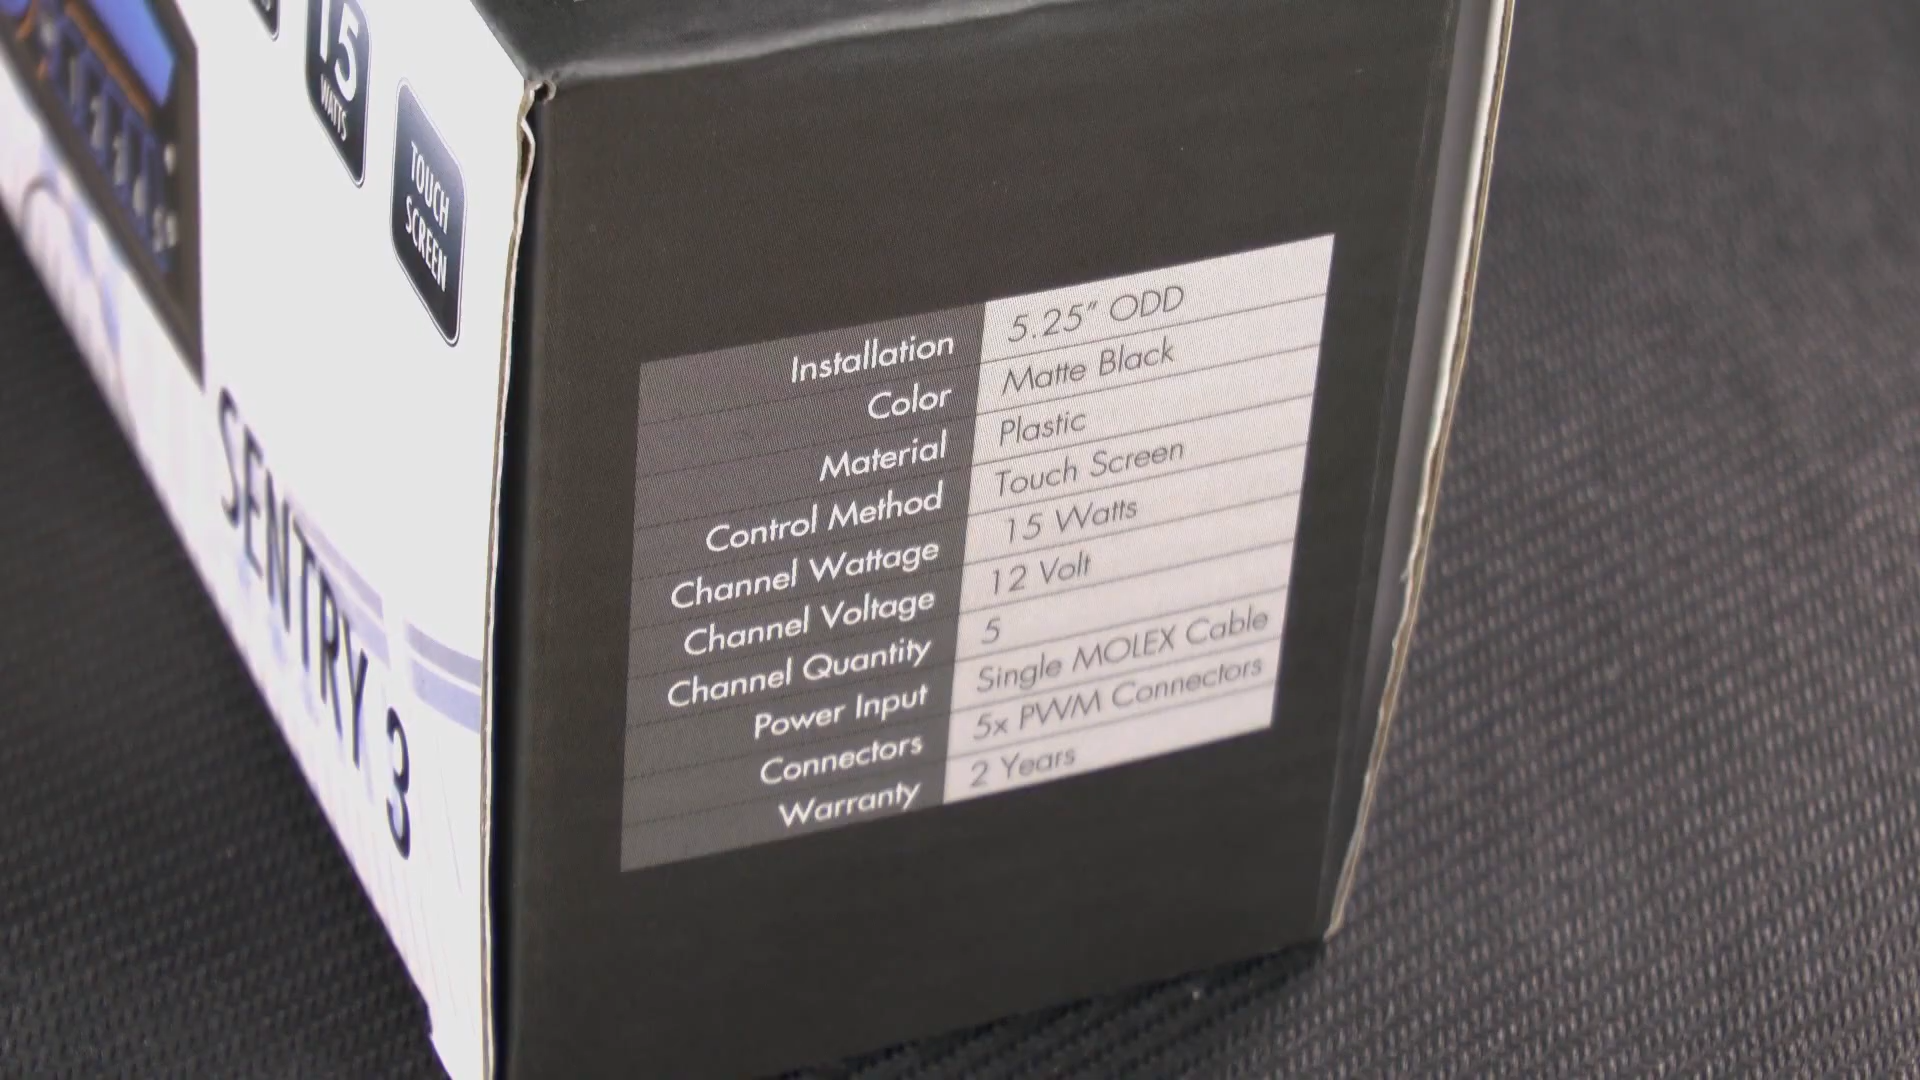 15
WATTS
TOUCH
SCREEN
SENTRY 3
Installation 5.25" ODD
Color Matte Black
Material Plastic
Control Method Touch Screen
Channel Wattage 15 Watts
Channel Voltage 12 Volt
Channel Quantity 5
Power Input Single MOLEX Cable
Connectors 5x PWM Connectors
Warranty 2 Years